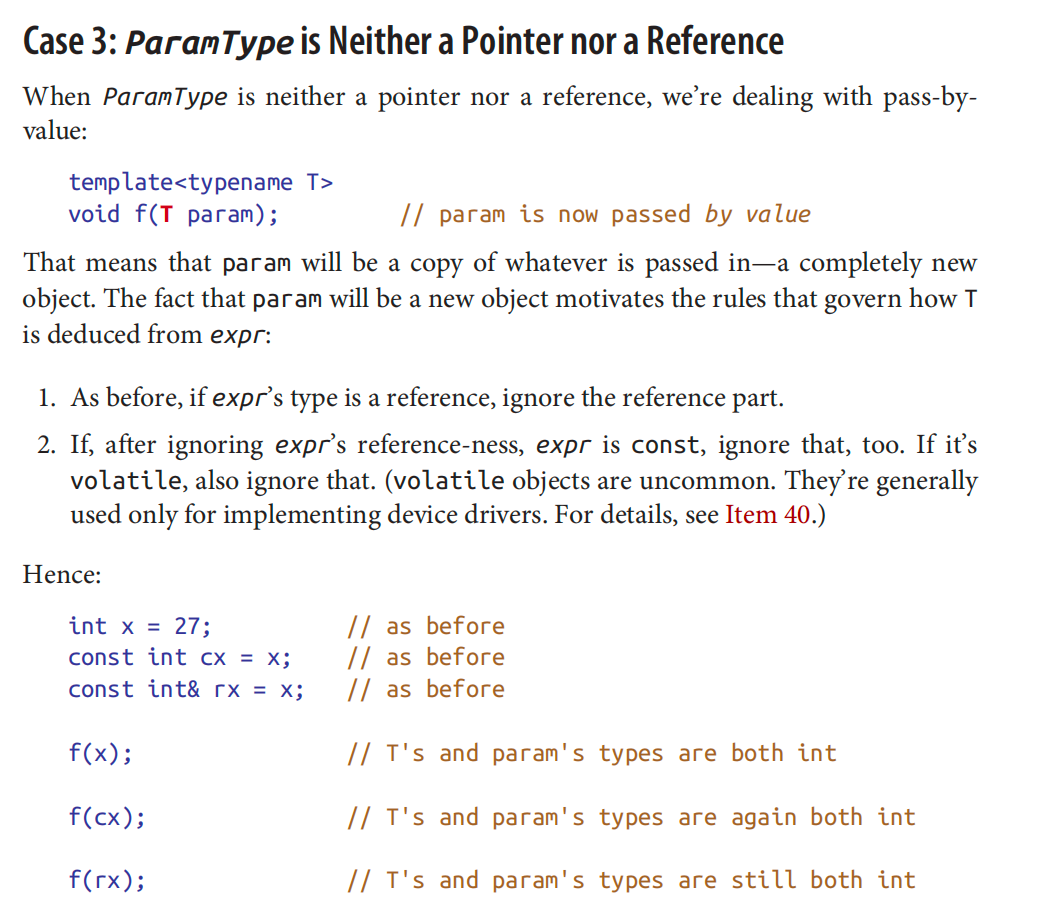 Case 3: ParamType is Neither a Pointer nor a Reference
When ParamType is neither a pointer nor a reference, we’re dealing with pass-by-
value:
template<typename T>
void f(T param); // param is now passed by value
That means that param will be a copy of whatever is passed in—a completely new
object. The fact that param will be a new object motivates the rules that govern how T
is deduced from expr:
1. As before, if expr’s type is a reference, ignore the reference part.
2. If, after ignoring expr’s reference-ness, expr is const, ignore that, too. If it’s
volatile, also ignore that. (volatile objects are uncommon. They’re generally
used only for implementing device drivers. For details, see Item 40.)
Hence:
int x = 27; // as before
const int cx = x; // as before
const int& rx = x; // as before
f(x); // T's and param's types are both int
f(cx); // T's and param's types are again both int
f(rx); // T's and param's types are still both int